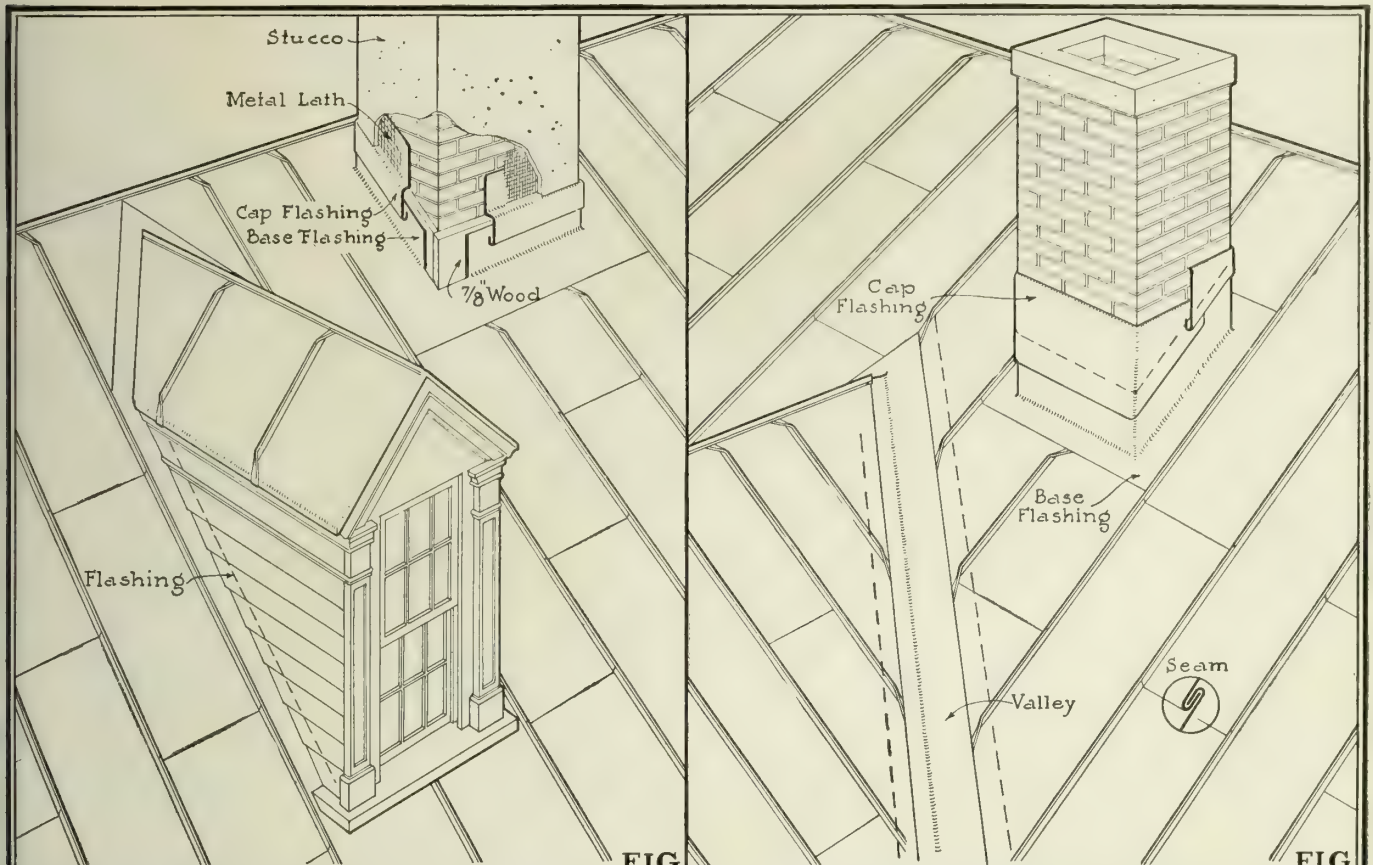 Stucco
Metal Lath
Cap Flashing
Base Flashing
7/8" Wood
Flashing
FIG
Cap
Flashing
Base
Flashing
Seam
Valley
FIG